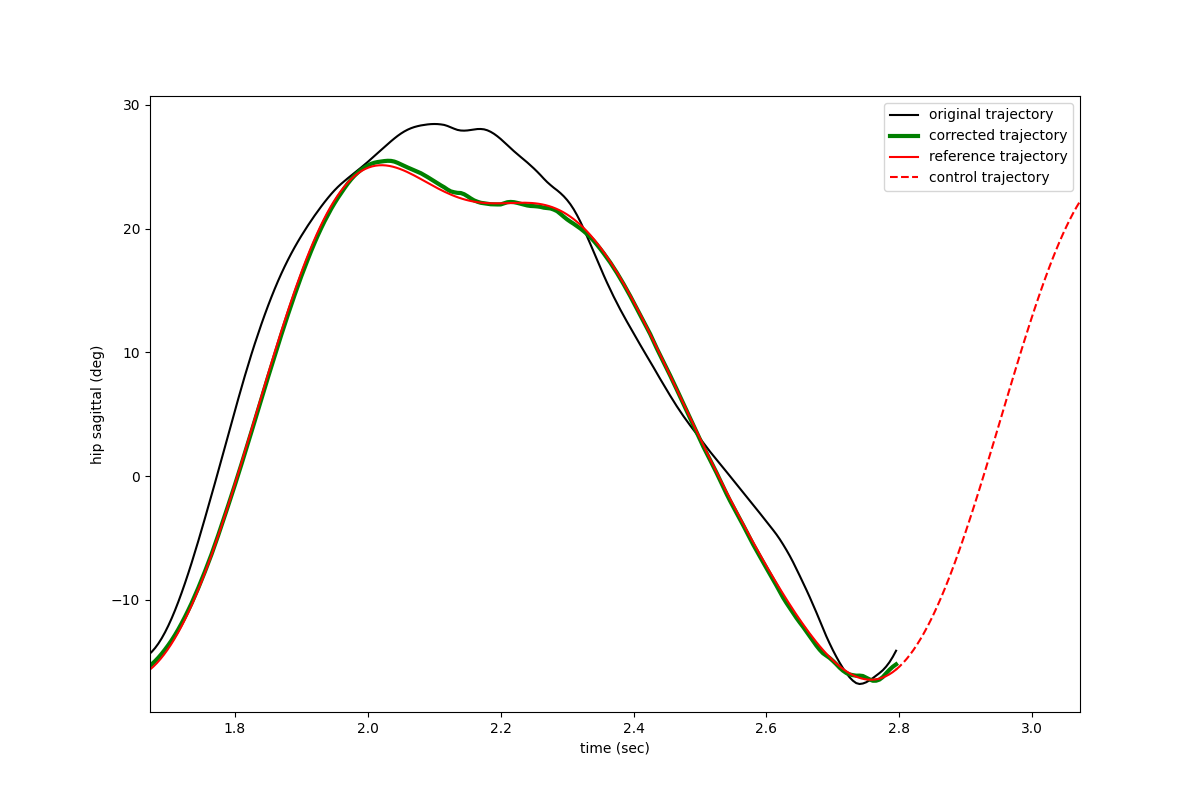 30
20
10
0
−10
hip sagittal (deg)
original trajectory
corrected trajectory
reference trajectory
control trajectory
1.8 2.0 2.2 2.4 2.6 2.8 3.0
time (sec)